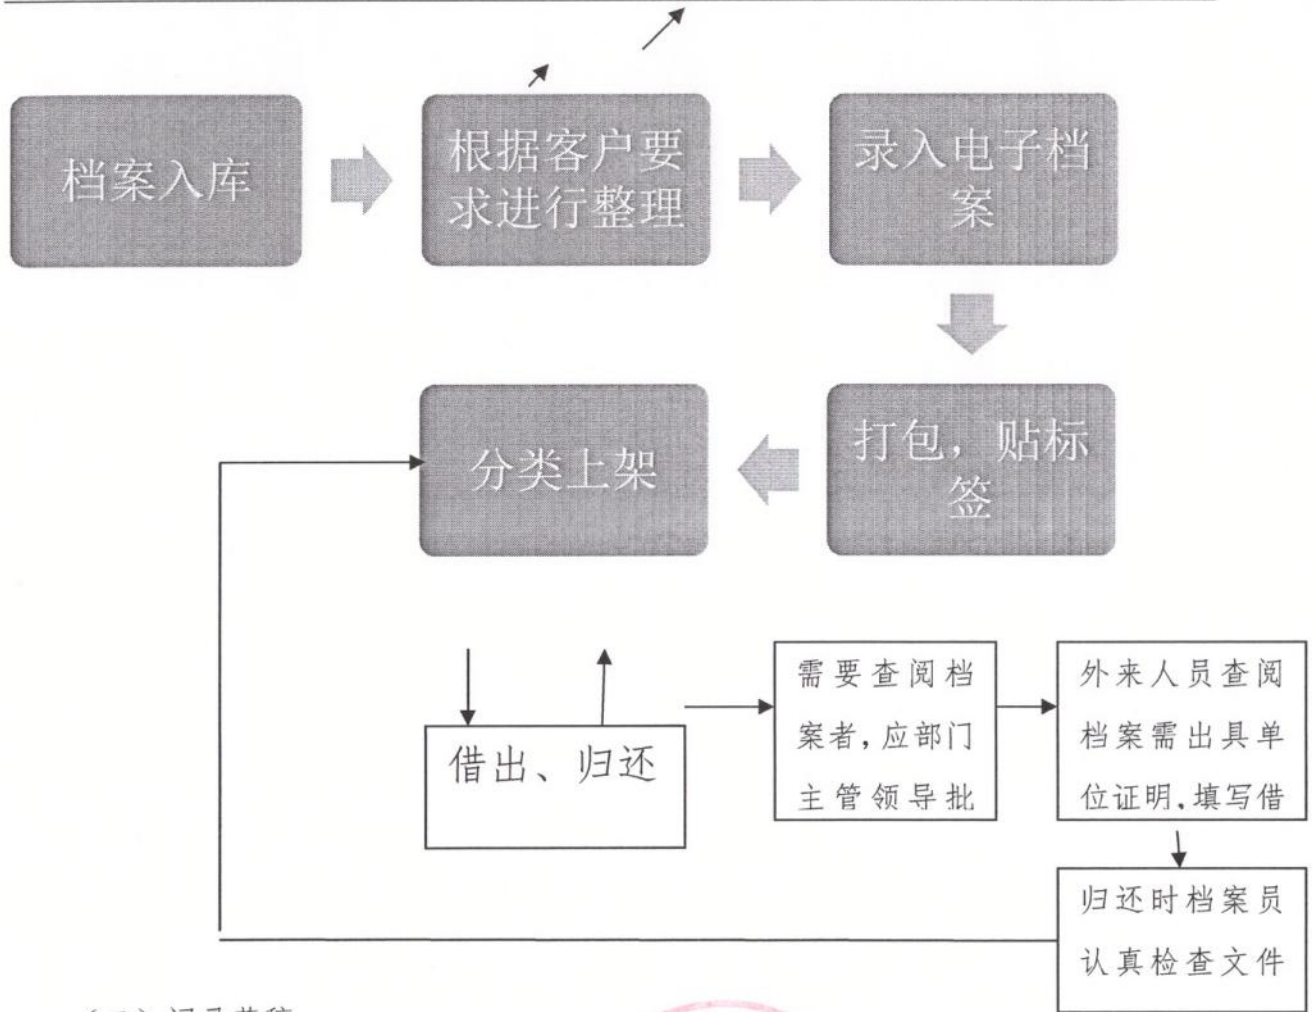 档案入库
根据客户要
求进行整理
录入电子档
案
分类上架
打包，贴标
签
借出、归还
需要查阅档
案者，应部门
主管领导批
外来人员查阅
档案需出具单
位证明，填写借
归还时档案员
认真检查文件